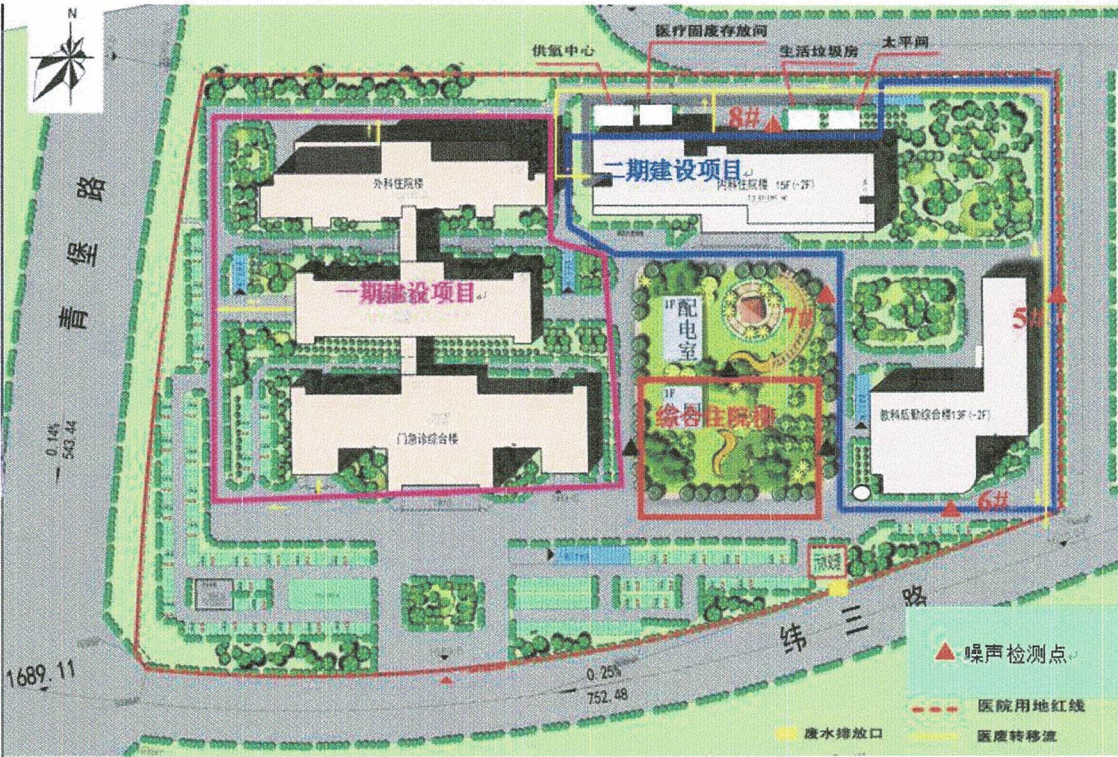 N
供氧中心
医疗固废存放间
生活垃圾房
太平间
8#
二期建设项目
内科住院楼 15F(-2F)
外科住院楼
青堡路
一期建设项目
1F
配电室
7#
5#
1F
综合住院楼
教科后勤综合楼13F(-2F)
门急诊综合楼
0.145
543.44
6#
纬三路
1689.11
0.25%
752.48
噪声检测点
医院用地红线
废水排放口
医废转移流